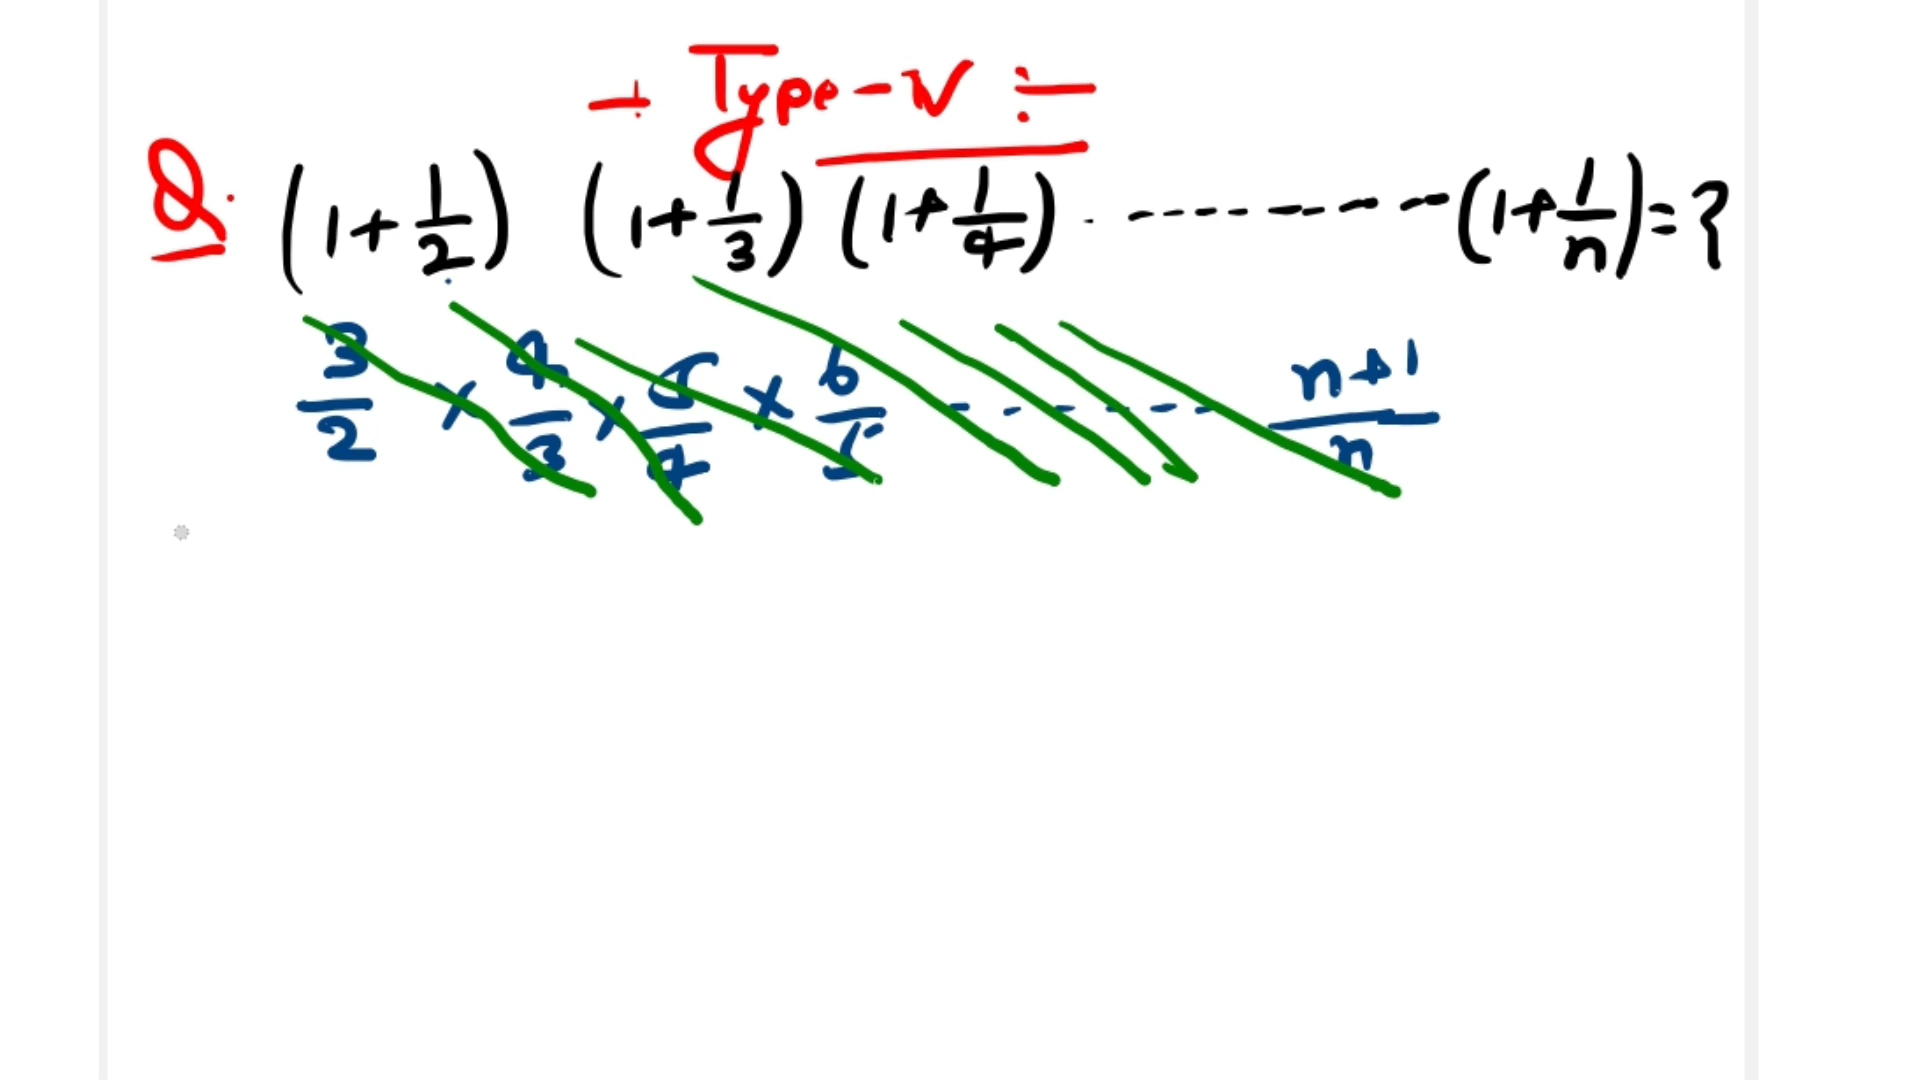 → Type-IV :-
Q. (1+1/2) (1+1/3) (1+1/4) - - - - - - - - - (1+1/n) = ?
3/2 × 4/3 × 5/4 × 6/5 - - - - - - (n+1)/n